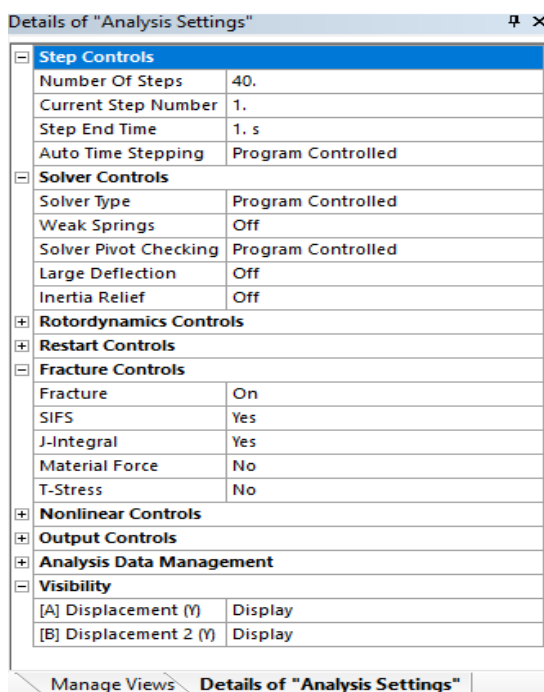 Details of "Analysis Settings"
Step Controls
Number Of Steps 40.
Current Step Number 1.
Step End Time 1. s
Auto Time Stepping Program Controlled
Solver Controls
Solver Type Program Controlled
Weak Springs Off
Solver Pivot Checking Program Controlled
Large Deflection Off
Inertia Relief Off
Rotordynamics Controls
Restart Controls
Fracture Controls
Fracture On
SIFS Yes
J-Integral Yes
Material Force No
T-Stress No
Nonlinear Controls
Output Controls
Analysis Data Management
Visibility
[A] Displacement (Y) Display
[B] Displacement 2 (Y) Display
Manage Views Details of "Analysis Settings"